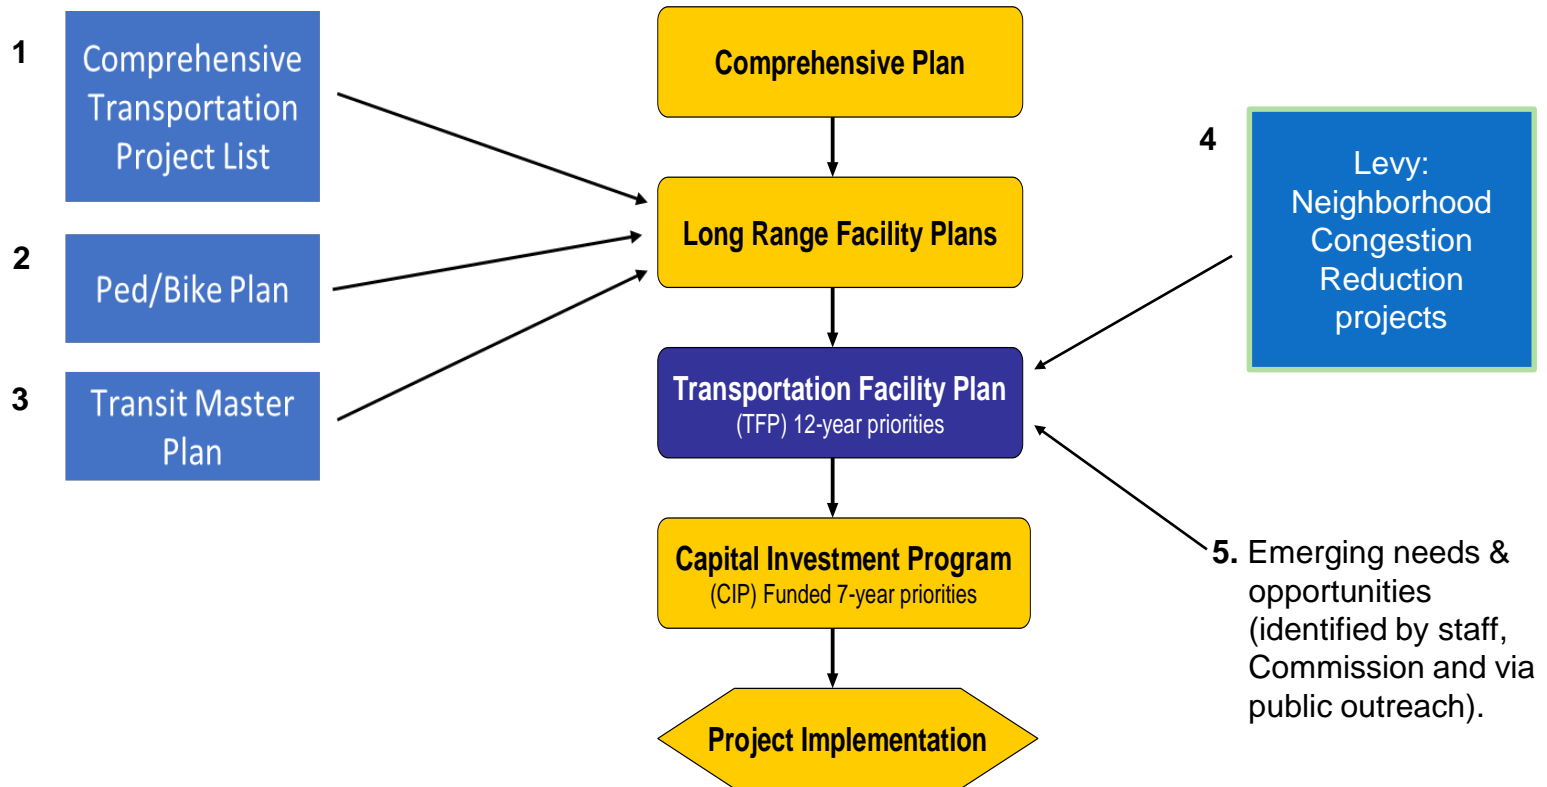 1
Comprehensive
Transportation
Project List
2
Ped/Bike Plan
3
Transit Master
Plan
Comprehensive Plan
Long Range Facility Plans
Transportation Facility Plan
(TFP) 12-year priorities
Capital Investment Program
(CIP) Funded 7-year priorities
Project Implementation
4
Levy:
Neighborhood
Congestion
Reduction
projects
5. Emerging needs &
opportunities
(identified by staff,
Commission and via
public outreach).